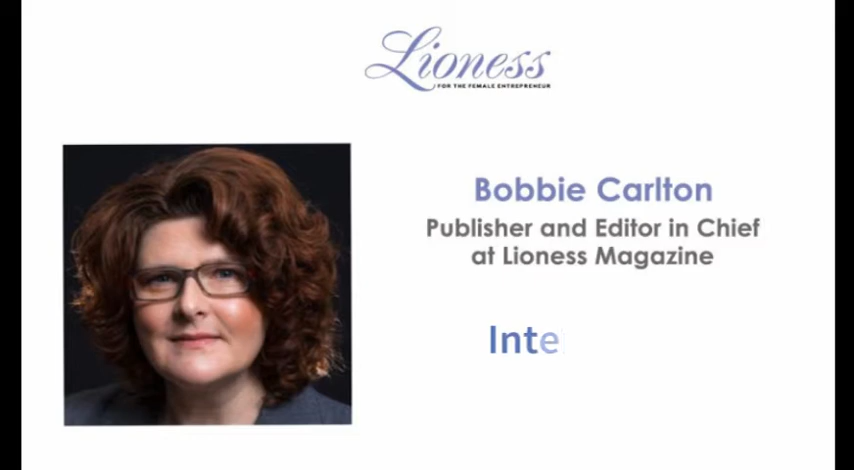 Lioness
FOR THE FEMALE ENTREPRENEUR
Bobbie Carlton
Publisher and Editor in Chief
at Lioness Magazine
Inte